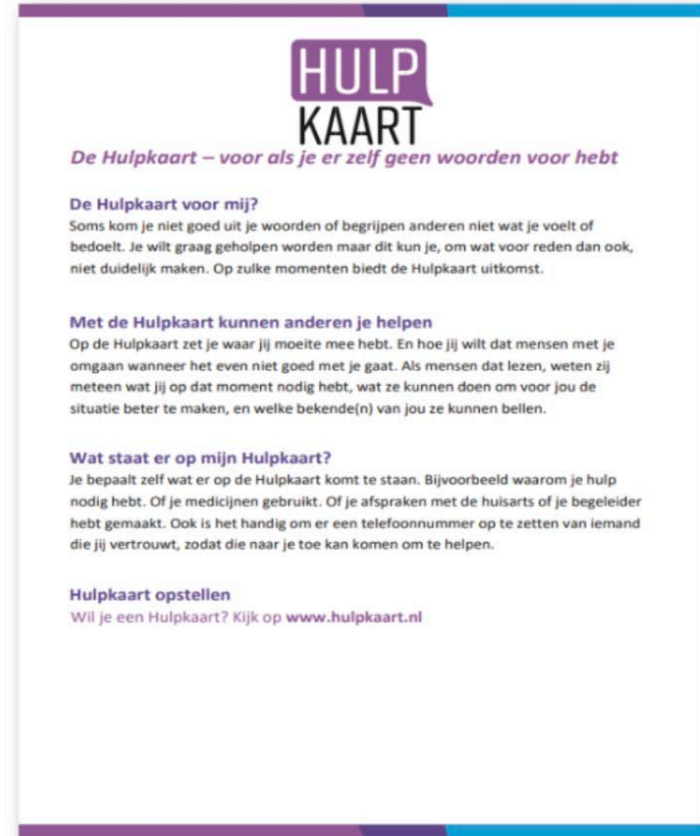 HULP
KAART
De Hulpkaart – voor als je er zelf geen woorden voor hebt
De Hulpkaart voor mij?
Soms kom je niet goed uit je woorden of begrijpen anderen niet wat je voelt of
bedoelt. Je wilt graag geholpen worden maar dit kun je, om wat voor reden dan ook,
niet duidelijk maken. Op zulke momenten biedt de Hulpkaart uitkomst.
Met de Hulpkaart kunnen anderen je helpen
Op de Hulpkaart zet je waar jij moeite mee hebt. En hoe jij wilt dat mensen met je
omgaan wanneer het even niet goed met je gaat. Als mensen dat lezen, weten zij
meteen wat jij op dat moment nodig hebt, wat ze kunnen doen om voor jou de
situatie beter te maken, en welke bekende(n) van jou ze kunnen bellen.
Wat staat er op mijn Hulpkaart?
Je bepaalt zelf wat er op de Hulpkaart komt te staan. Bijvoorbeeld waarom je hulp
nodig hebt. Of je medicijnen gebruikt. Of je afspraken met de huisarts of je begeleider
hebt gemaakt. Ook is het handig om er een telefoonnummer op te zetten van iemand
die jij vertrouwt, zodat die naar je toe kan komen om te helpen.
Hulpkaart opstellen
Wil je een Hulpkaart? Kijk op www.hulpkaart.nl